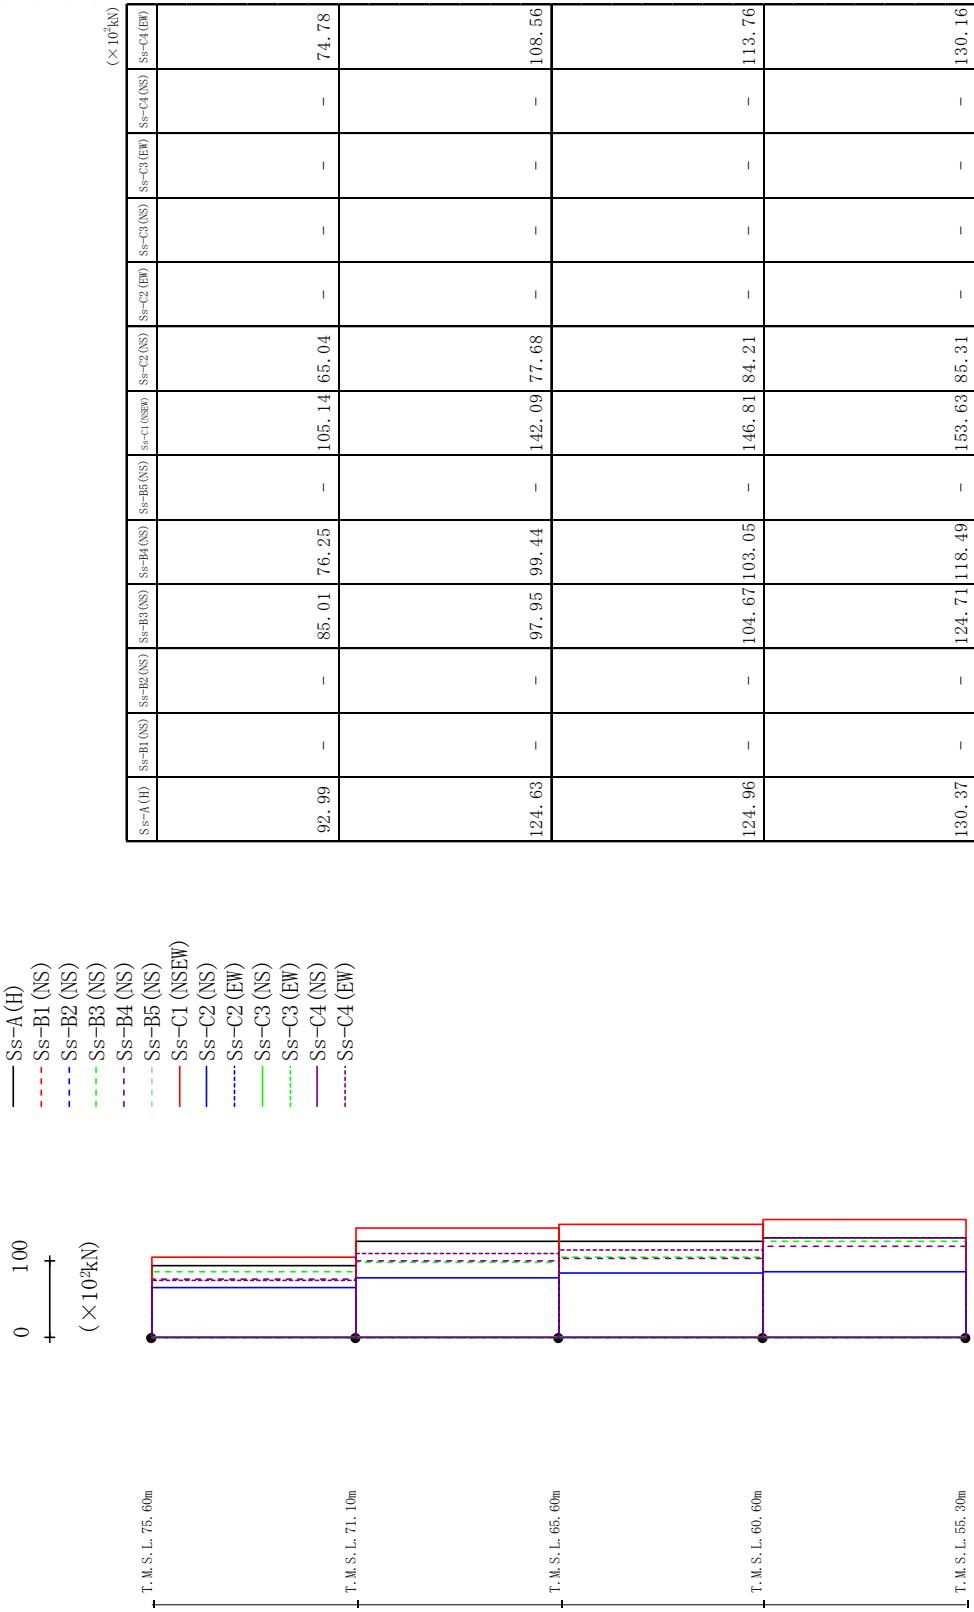 T.M.S.L. 75.60m
T.M.S.L. 71.10m
T.M.S.L. 65.60m
T.M.S.L. 60.60m
T.M.S.L. 55.30m
0 100
(×10²kN)
Ss-A(H)
Ss-B1(NS)
Ss-B2(NS)
Ss-B3(NS)
Ss-B4(NS)
Ss-B5(NS)
Ss-C1(NSEW)
Ss-C2(NS)
Ss-C2(EW)
Ss-C3(NS)
Ss-C3(EW)
Ss-C4(NS)
Ss-C4(EW)
(×10²kN)
Ss-A(H) Ss-B1(NS) Ss-B2(NS) Ss-B3(NS) Ss-B4(NS) Ss-B5(NS) Ss-C1(NSEW) Ss-C2(NS) Ss-C2(EW) Ss-C3(NS) Ss-C3(EW) Ss-C4(NS) Ss-C4(EW)
92.99 - - 85.01 76.25 - 105.14 65.04 - - - - 74.78
124.63 - - 97.95 99.44 - 142.09 77.68 - - - - 108.56
124.96 - - 104.67 103.05 - 146.81 84.21 - - - - 113.76
130.37 - - 124.71 118.49 - 153.63 85.31 - - - - 130.16